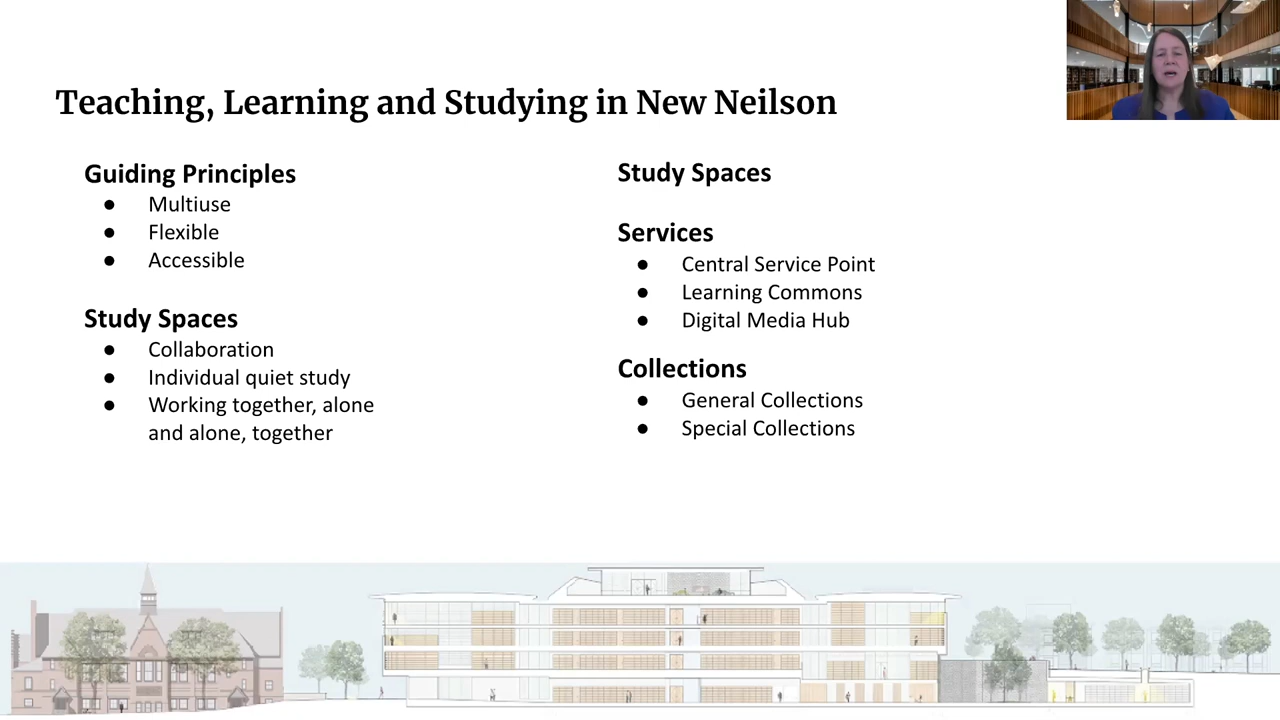 Teaching, Learning and Studying in New Neilson
Guiding Principles
● Multiuse
● Flexible
● Accessible
Study Spaces
● Collaboration
● Individual quiet study
● Working together, alone
and alone, together
Study Spaces
Services
● Central Service Point
● Learning Commons
● Digital Media Hub
Collections
● General Collections
● Special Collections